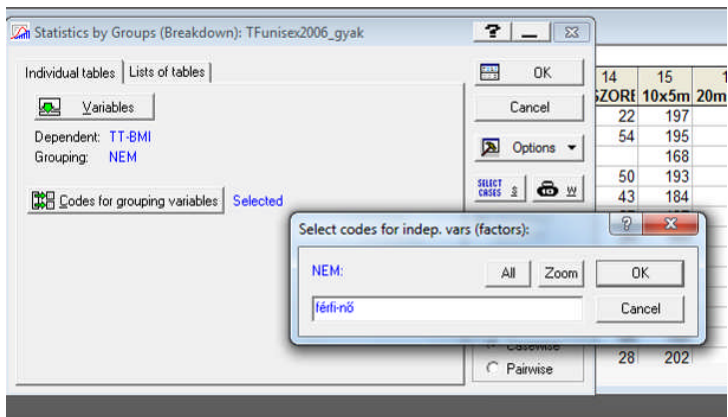 Statistics by Groups (Breakdown): TFunisex2006_gyak
Individual tables Lists of tables
Variables
Dependent: TT-BMI
Grouping: NEM
Codes for grouping variables Selected
OK
Cancel
Options
SELECT CASES S W
Pairwise
Select codes for indep. vars (factors):
NEM: All Zoom OK
férfi-nő Cancel
14 15
10x5m 20m
22 197
54 195
168
50 193
43 184
28 202